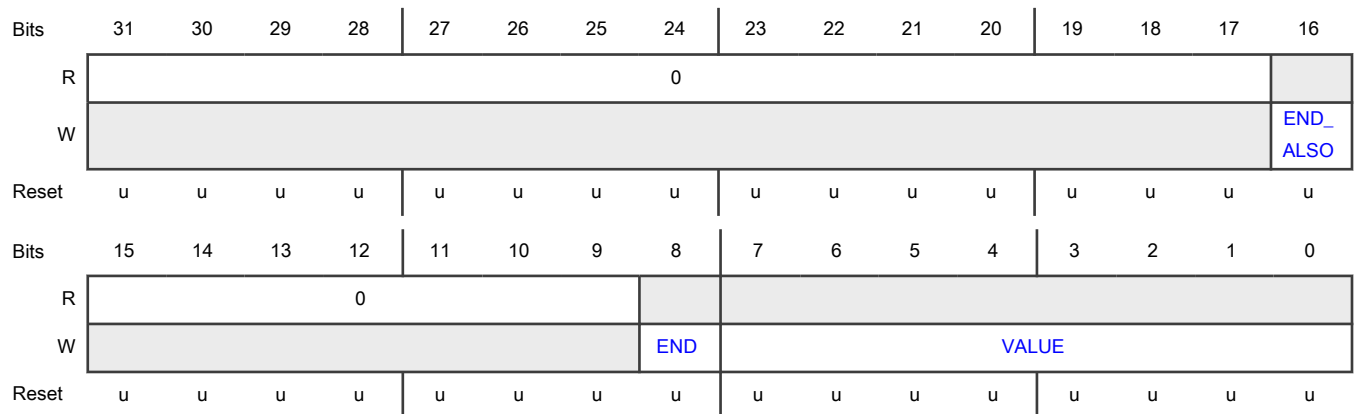 Bits 31 30 29 28 27 26 25 24 23 22 21 20 19 18 17 16
R 0
W END_
ALSO
Reset u u u u u u u u u u u u u u u u
Bits 15 14 13 12 11 10 9 8 7 6 5 4 3 2 1 0
R 0
W END VALUE
Reset u u u u u u u u u u u u u u u u